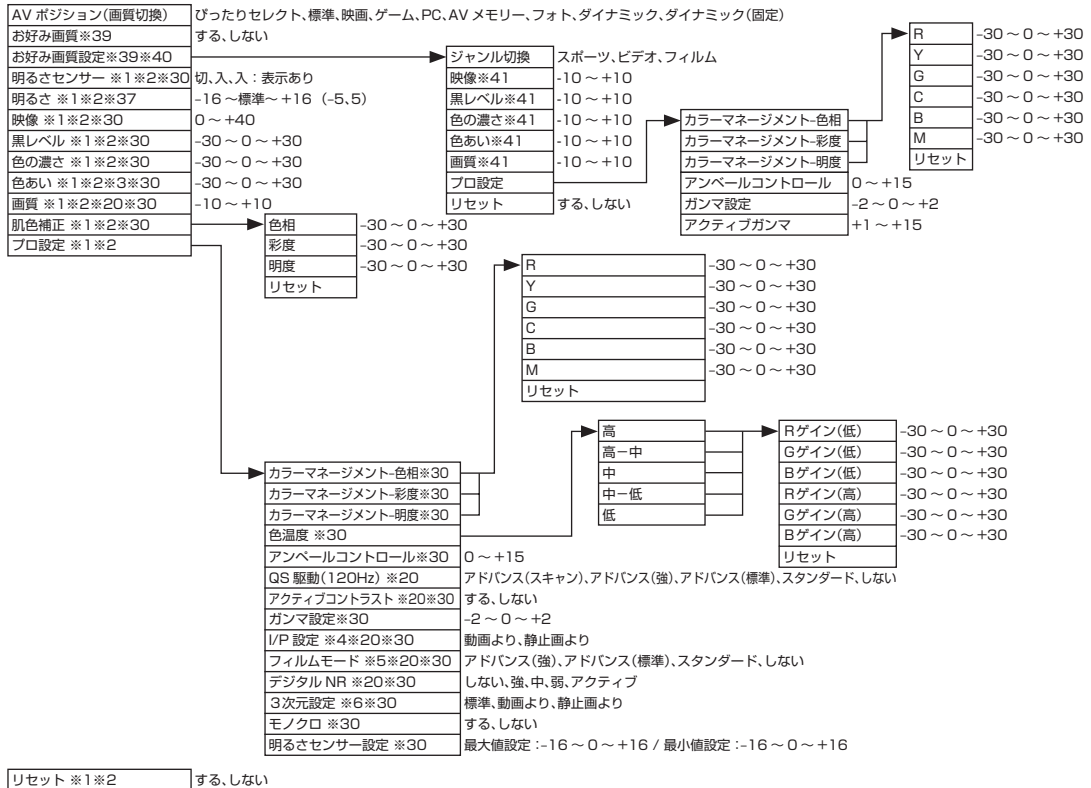 AV ポジション(画質切換) ぴったりセレクト、標準、映画、ゲーム、PC、AV メモリー、フォト、ダイナミック、ダイナミック(固定)
お好み画質※39 する、しない
お好み画質設定※39※40
明るさセンサー ※1※2※30 切、入、入:表示あり
明るさ ※1※2※37 -16～標準～+16 (-5、5)
映像 ※1※2※30 0～+40
黒レベル ※1※2※30 -30～0～+30
色の濃さ ※1※2※30 -30～0～+30
色あい ※1※2※3※30 -30～0～+30
画質 ※1※2※20※30 -10～+10
肌色補正 ※1※2※30
プロ設定 ※1※2
ジャンル切換 スポーツ、ビデオ、フィルム
映像※41 -10～+10
黒レベル※41 -10～+10
色の濃さ※41 -10～+10
色あい※41 -10～+10
画質※41 -10～+10
プロ設定
リセット する、しない
カラーマネージメント-色相
カラーマネージメント-彩度
カラーマネージメント-明度
アンベールコントロール 0～+15
ガンマ設定 -2～0～+2
アクティブガンマ +1～+15
R -30～0～+30
Y -30～0～+30
G -30～0～+30
C -30～0～+30
B -30～0～+30
M -30～0～+30
リセット
色相 -30～0～+30
彩度 -30～0～+30
明度 -30～0～+30
リセット
R -30～0～+30
Y -30～0～+30
G -30～0～+30
C -30～0～+30
B -30～0～+30
M -30～0～+30
リセット
カラーマネージメント-色相※30
カラーマネージメント-彩度※30
カラーマネージメント-明度※30
色温度 ※30
アンベールコントロール※30 0～+15
QS 駆動(120Hz) ※20 アドバンス(スキャン)、アドバンス(強)、アドバンス(標準)、スタンダード、しない
アクティブコントラスト ※20※30 する、しない
ガンマ設定※30 -2～0～+2
I/P 設定 ※4※20※30 動画より、静止画より
フィルムモード ※5※20※30 アドバンス(強)、アドバンス(標準)、スタンダード、しない
デジタル NR ※20※30 しない、強、中、弱、アクティブ
3次元設定 ※6※30 標準、動画より、静止画より
モノクロ ※30 する、しない
明るさセンサー設定 ※30 最大値設定:-16～0～+16 / 最小値設定:-16～0～+16
高
高－中
中
中－低
低
Rゲイン(低) -30～0～+30
Gゲイン(低) -30～0～+30
Bゲイン(低) -30～0～+30
Rゲイン(高) -30～0～+30
Gゲイン(高) -30～0～+30
Bゲイン(高) -30～0～+30
リセット
リセット ※1※2 する、しない